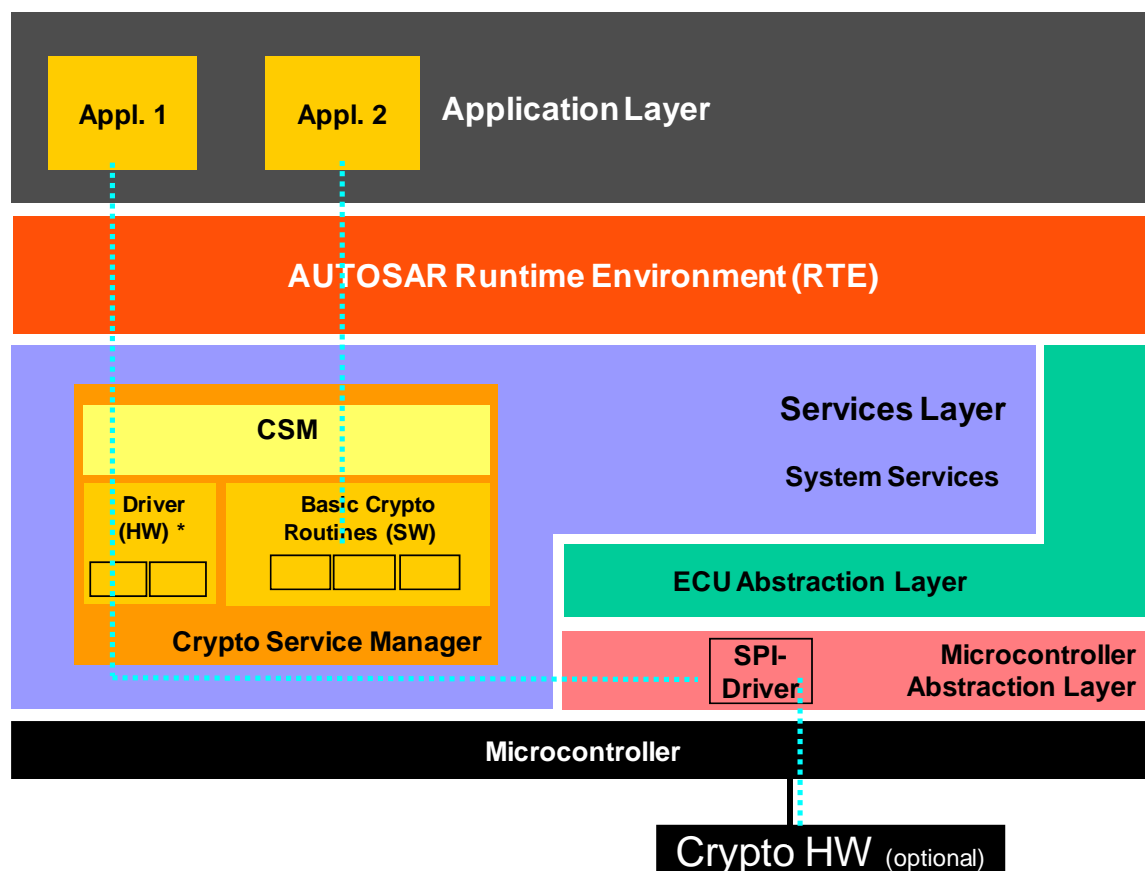 Appl. 1
Appl. 2
Application Layer
AUTOSAR Runtime Environment (RTE)
CSM
Services Layer
System Services
Driver
(HW) *
Basic Crypto
Routines (SW)
ECU Abstraction Layer
Crypto Service Manager
SPI-
Driver
Microcontroller
Abstraction Layer
Microcontroller
Crypto HW (optional)